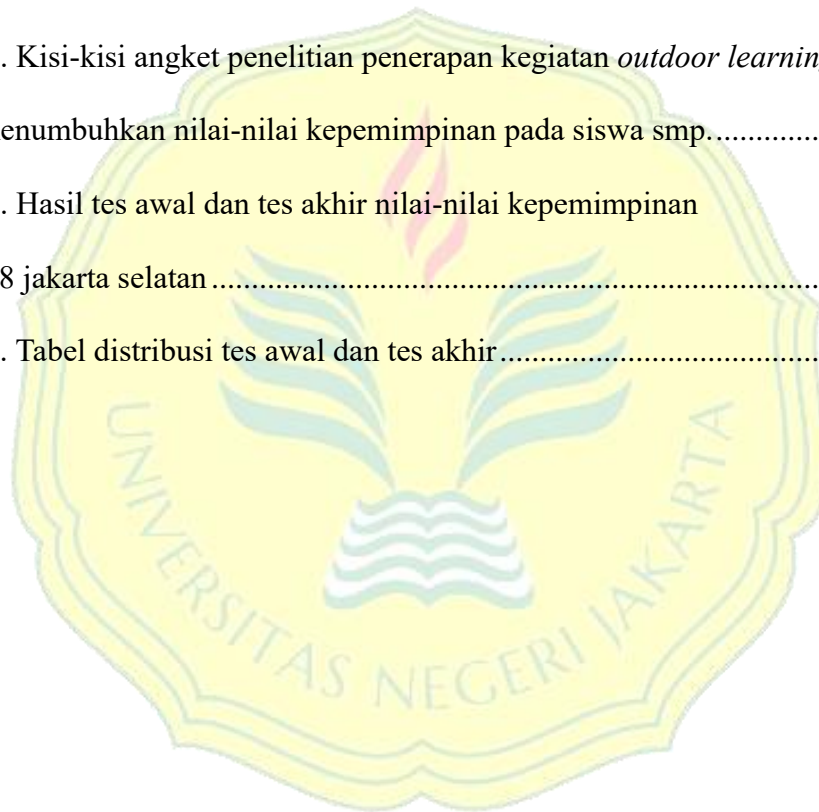 . Kisi-kisi angket penelitian penerapan kegiatan outdoor learning
enumbuhkan nilai-nilai kepemimpinan pada siswa smp..............
. Hasil tes awal dan tes akhir nilai-nilai kepemimpinan
8 jakarta selatan..............................................................................
. Tabel distribusi tes awal dan tes akhir........................................
UNIVERSITAS NEGERI JAKARTA